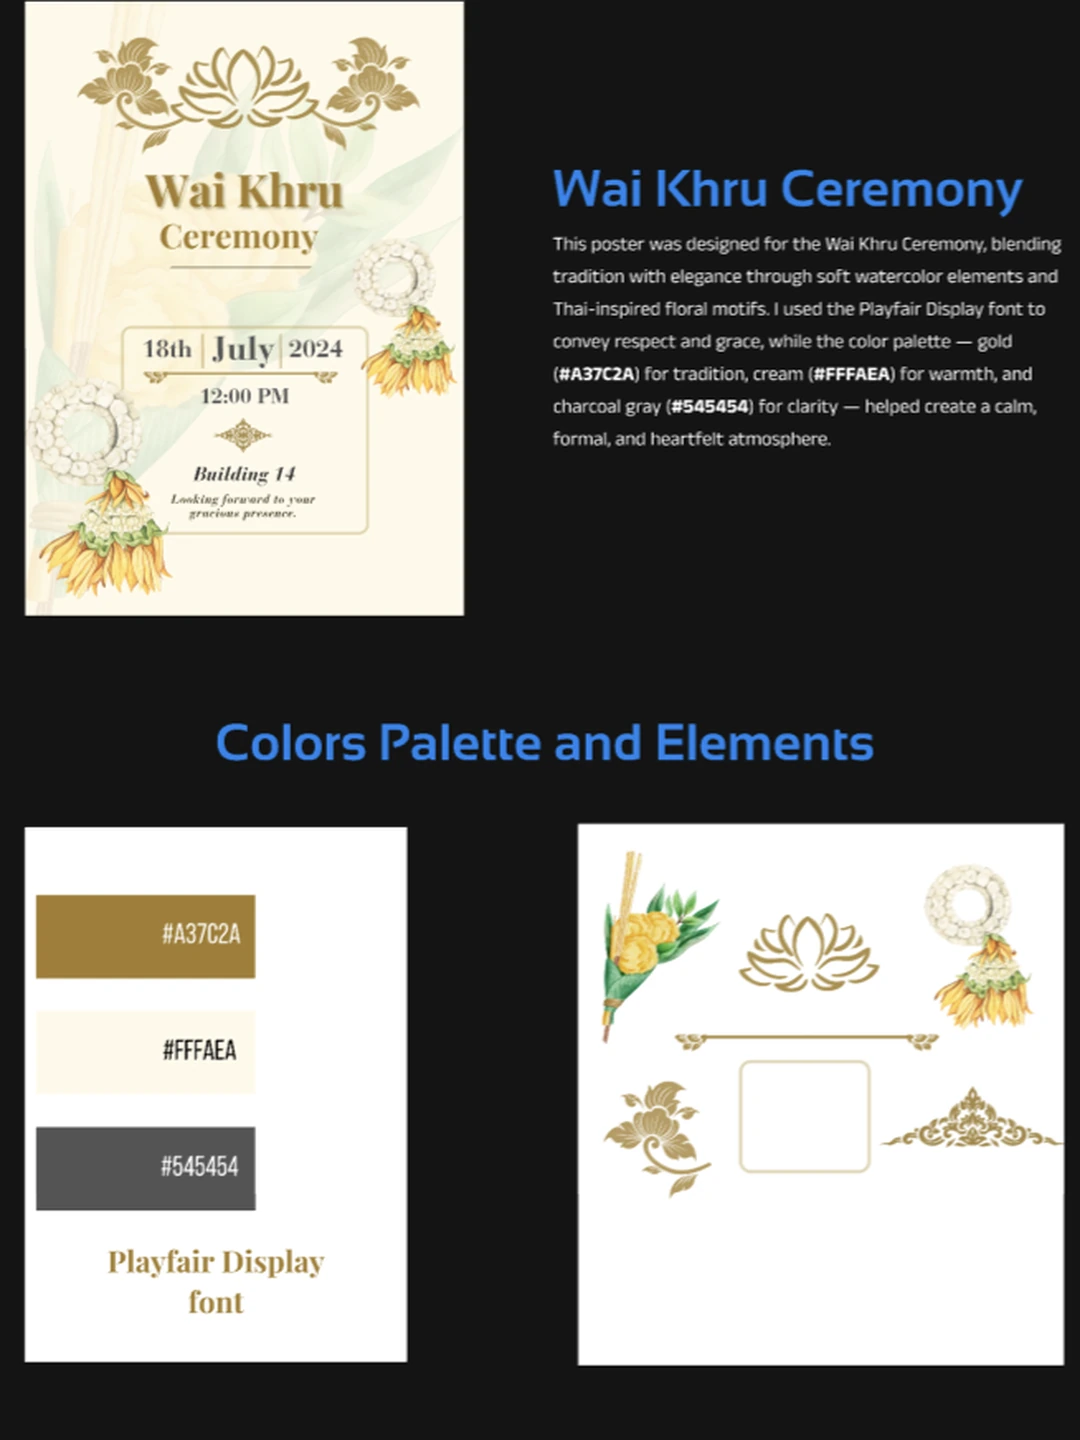 Wai Khru
Ceremony
18th | July | 2024
12:00 PM
Building 14
Looking forward to your
gracious presence.
Wai Khru Ceremony
This poster was designed for the Wai Khru Ceremony, blending
tradition with elegance through soft watercolor elements and
Thai-inspired floral motifs. I used the Playfair Display font to
convey respect and grace, while the color palette — gold
(#A37C2A) for tradition, cream (#FFFAEA) for warmth, and
charcoal gray (#545454) for clarity — helped create a calm,
formal, and heartfelt atmosphere.
Colors Palette and Elements
#A37C2A
#FFFAEA
#545454
Playfair Display
font